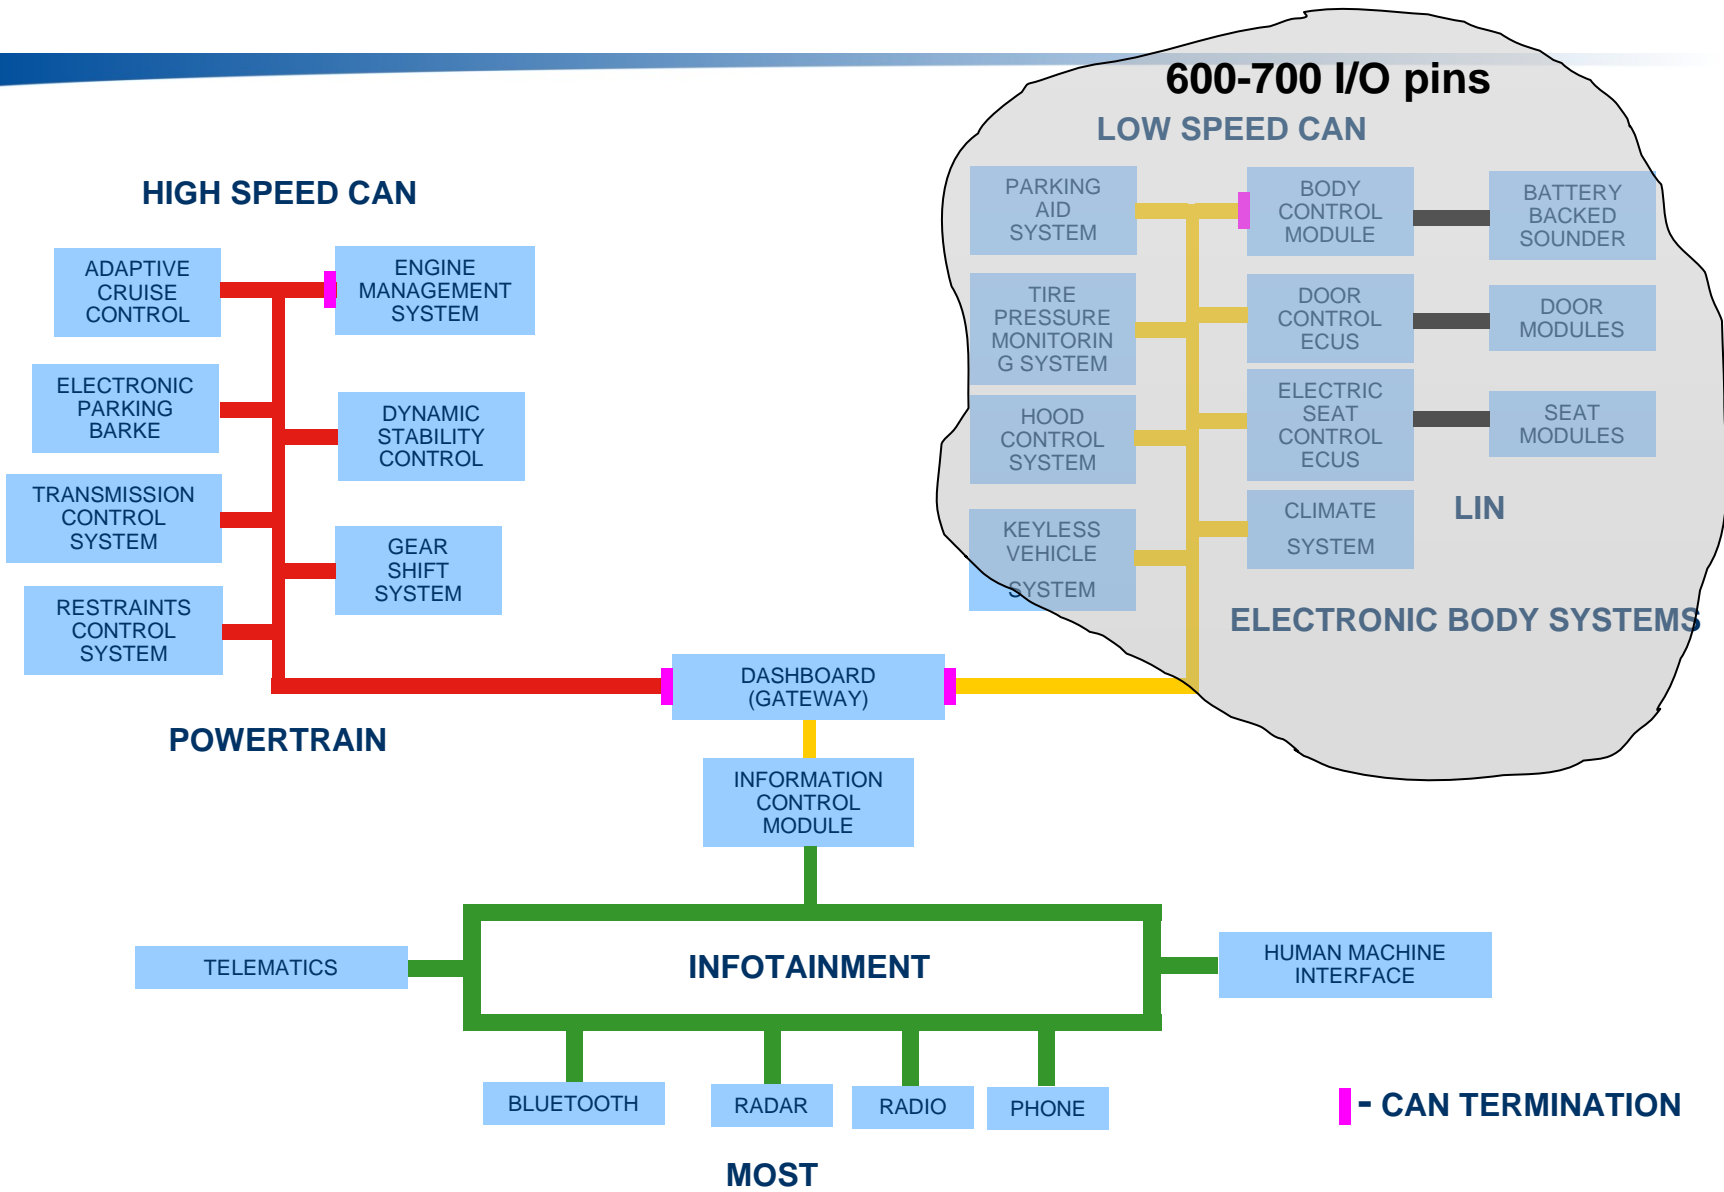 600-700 I/O pins
LOW SPEED CAN
HIGH SPEED CAN
ADAPTIVE
CRUISE
CONTROL
ENGINE
MANAGEMENT
SYSTEM
ELECTRONIC
PARKING
BARKE
DYNAMIC
STABILITY
CONTROL
TRANSMISSION
CONTROL
SYSTEM
GEAR
SHIFT
SYSTEM
RESTRAINTS
CONTROL
SYSTEM
POWERTRAIN
PARKING
AID
SYSTEM
BODY
CONTROL
MODULE
BATTERY
BACKED
SOUNDER
TIRE
PRESSURE
MONITORIN
G SYSTEM
DOOR
CONTROL
ECUS
DOOR
MODULES
HOOD
CONTROL
SYSTEM
ELECTRIC
SEAT
CONTROL
ECUS
SEAT
MODULES
KEYLESS
VEHICLE
SYSTEM
CLIMATE
SYSTEM
LIN
ELECTRONIC BODY SYSTEMS
DASHBOARD
(GATEWAY)
INFORMATION
CONTROL
MODULE
TELEMATICS
INFOTAINMENT
HUMAN MACHINE
INTERFACE
BLUETOOTH
RADAR
RADIO
PHONE
- CAN TERMINATION
MOST